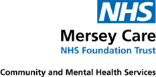 NHS
Mersey Care
NHS Foundation Trust
Community and Mental Health Services